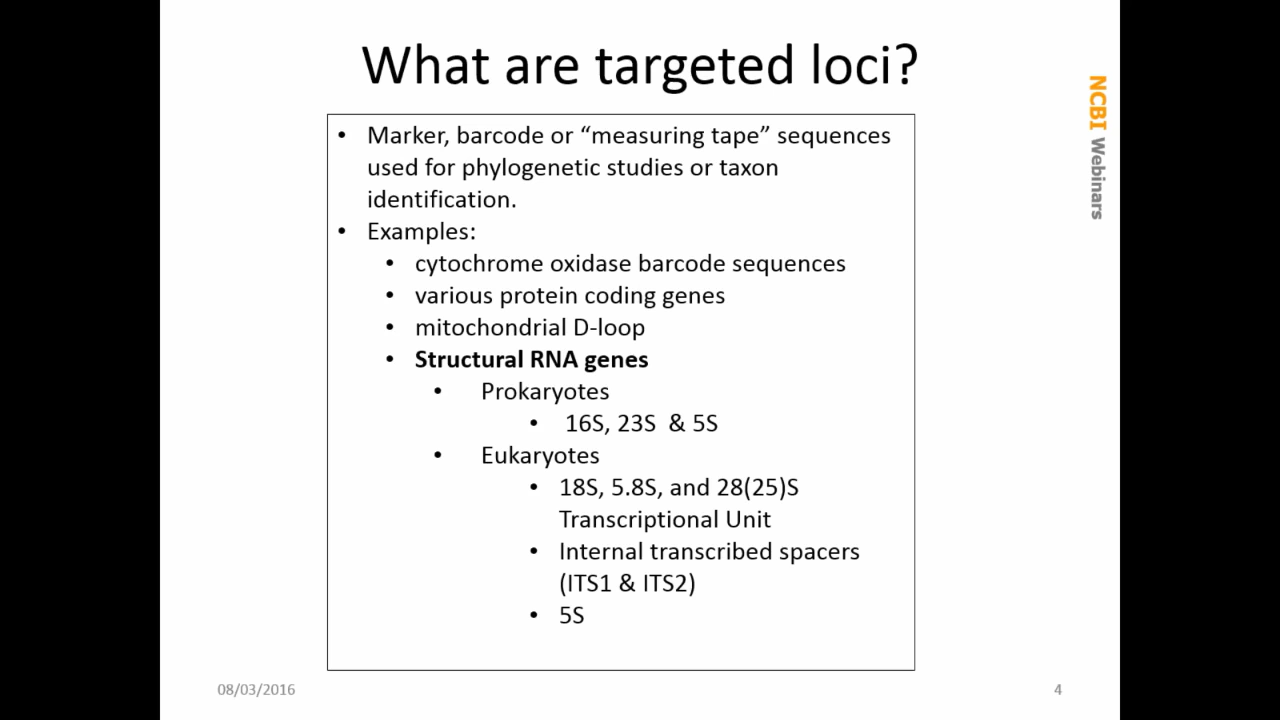 What are targeted loci?
NCBI Webinars
• Marker, barcode or “measuring tape” sequences
used for phylogenetic studies or taxon
identification.
• Examples:
• cytochrome oxidase barcode sequences
• various protein coding genes
• mitochondrial D-loop
• Structural RNA genes
• Prokaryotes
• 16S, 23S & 5S
• Eukaryotes
• 18S, 5.8S, and 28(25)S
Transcriptional Unit
• Internal transcribed spacers
(ITS1 & ITS2)
• 5S
08/03/2016
4